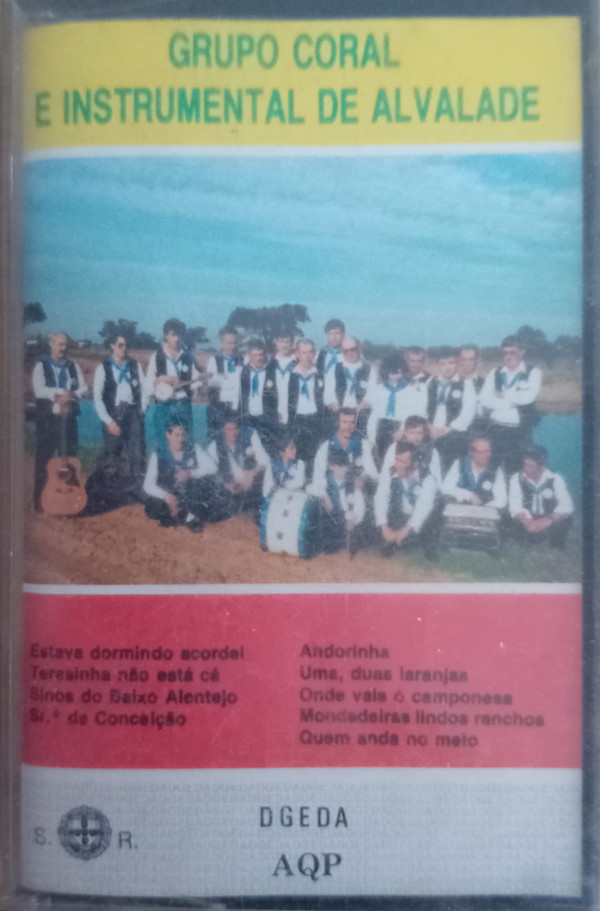 GRUPO CORAL
E INSTRUMENTAL DE ALVALADE
Estava dormindo acordei
Teresinha não está cá
Sinos do Baixo Alentejo
Sr.ª da Conceição
Andorinha
Uma, duas laranjas
Onde vais ó camponesa
Mondadeiras lindos ranchos
Quem anda no meio
DGEDA
S. R.
AQP